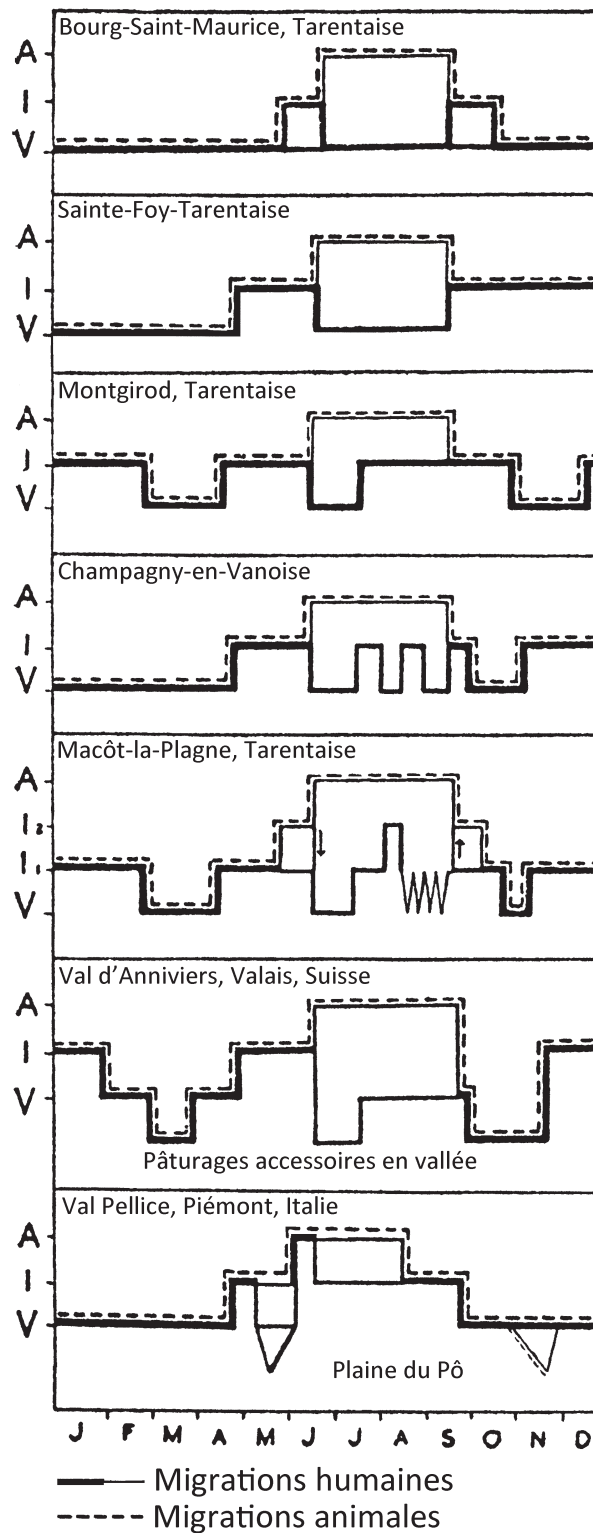 Bourg-Saint-Maurice, Tarentaise
A
I
V
Sainte-Foy-Tarentaise
A
I
V
Montgirod, Tarentaise
A
I
V
Champagny-en-Vanoise
A
I
V
Macôt-la-Plagne, Tarentaise
A
I₂
I₁
V
Val d'Anniviers, Valais, Suisse
A
I
V
Pâturages accessoires en vallée
Val Pellice, Piémont, Italie
A
I
V
Plaine du Pô
J F M A M J J A S O N D
Migrations humaines
Migrations animales